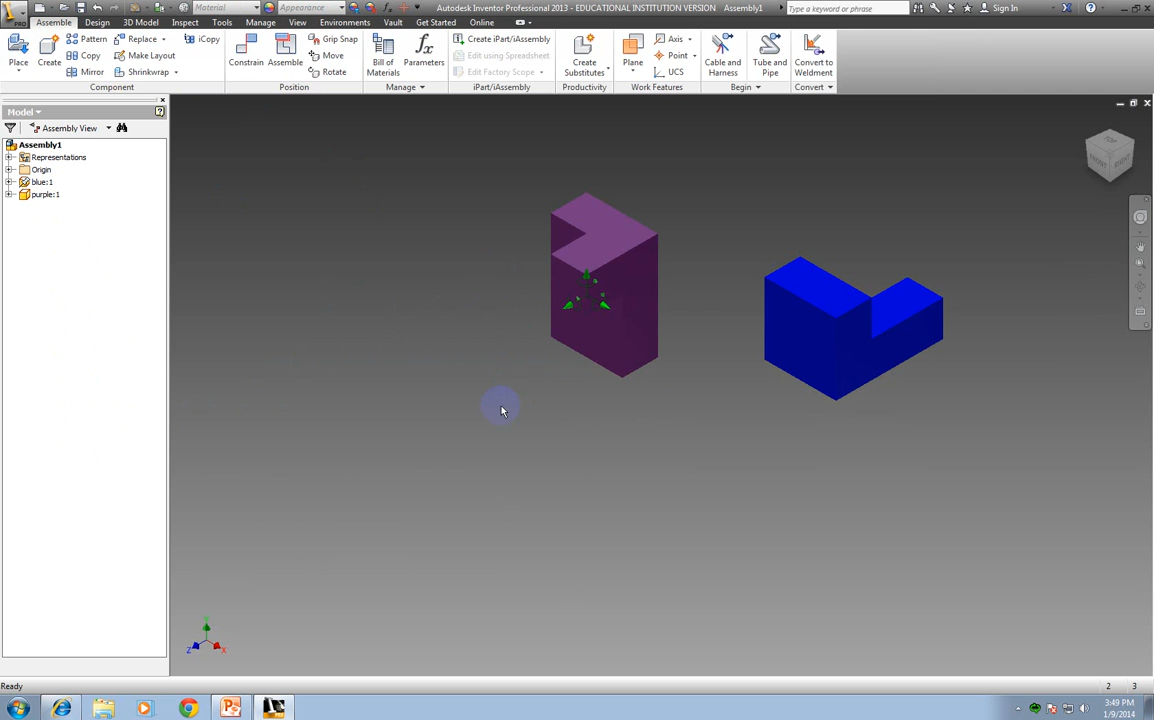 Material
Appearance
Autodesk Inventor Professional 2013 - EDUCATIONAL INSTITUTION VERSION Assembly1
Type a keyword or phrase
Sign In
PRO
Assemble Design 3D Model Inspect Tools Manage View Environments Vault Get Started Online
Place
Create
Pattern
Copy
Mirror
Replace
Make Layout
Shrinkwrap
iCopy
Component
Constrain
Assemble
Grip Snap
Move
Rotate
Position
Bill of
Materials
Parameters
Manage
Create iPart/iAssembly
Edit using Spreadsheet
Edit Factory Scope
iPart/iAssembly
Create
Substitutes
Productivity
Plane
Axis
Point
UCS
Work Features
Cable and
Harness
Tube and
Pipe
Begin
Convert to
Weldment
Convert
Model
Assembly View
Assembly1
Representations
Origin
blue:1
purple:1
TOP
FRONT
RIGHT
Y
Z
X
Ready
2 3
3:49 PM
1/9/2014